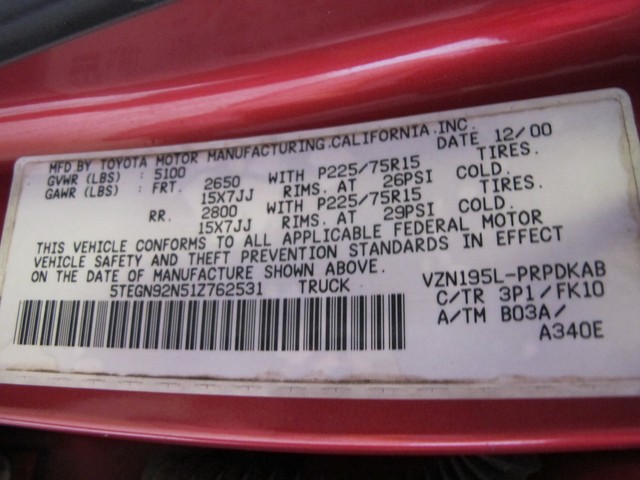 MFD BY TOYOTA MOTOR MANUFACTURING.CALIFORNIA.INC. DATE 12/00
GVWR (LBS) : 5100
GAWR (LBS) : FRT. 2650 WITH P225/75R15 TIRES.
15X7JJ RIMS. AT 26PSI COLD.
RR. 2800 WITH P225/75R15 TIRES.
15X7JJ RIMS. AT 29PSI COLD.
THIS VEHICLE CONFORMS TO ALL APPLICABLE FEDERAL MOTOR
VEHICLE SAFETY AND THEFT PREVENTION STANDARDS IN EFFECT
ON THE DATE OF MANUFACTURE SHOWN ABOVE.
5TEGN92N51Z762531 TRUCK VZN195L-PRPDKAB
C/TR 3P1/FK10
A/TM B03A/
A340E